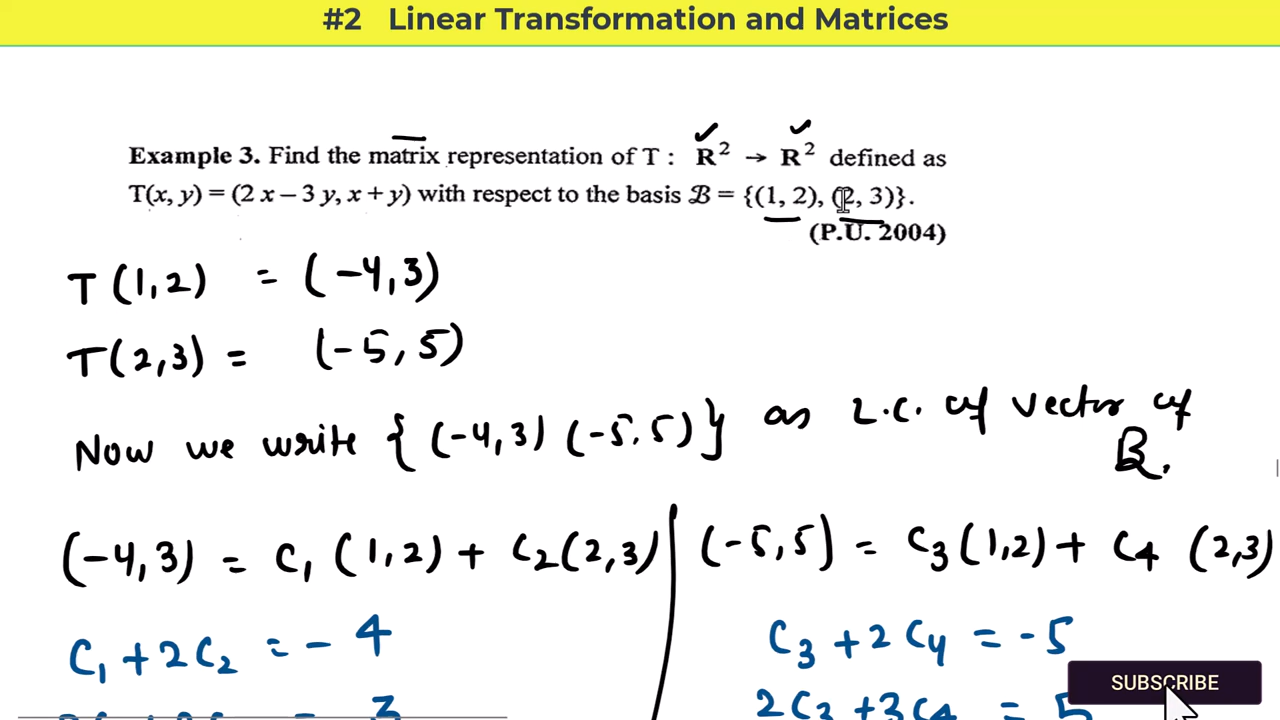 #2 Linear Transformation and Matrices
Example 3. Find the matrix representation of T : R² → R² defined as
T(x, y) = (2 x – 3 y, x + y) with respect to the basis ℬ = {(1, 2), (2, 3)}.
(P.U. 2004)
T (1,2) = (-4,3)
T(2,3) = (-5,5)
Now we write { (-4,3) (-5,5) } as L.C. of vector of
B.
(-4,3) = C₁ (1,2) + C₂(2,3) | (-5,5) = C₃(1,2) + C₄ (2,3)
C₁ + 2C₂ = -4 C₃ + 2C₄ = -5
= 3 2C₃ + 3C₄ = 5
SUBSCRIBE